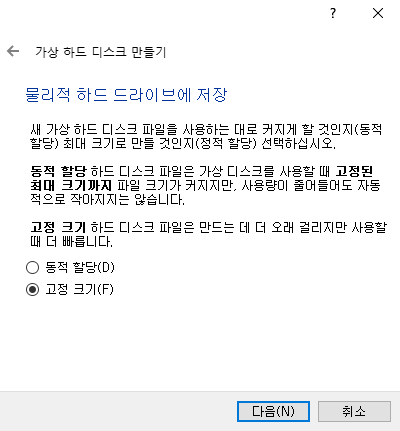 가상 하드 디스크 만들기
물리적 하드 드라이브에 저장
새 가상 하드 디스크 파일을 사용하는 대로 커지게 할 것인지(동적
할당) 최대 크기로 만들 것인지(정적 할당) 선택하십시오.
동적 할당 하드 디스크 파일은 가상 디스크를 사용할 때 고정된
최대 크기까지 파일 크기가 커지지만, 사용량이 줄어들어도 자동
적으로 작아지지는 않습니다.
고정 크기 하드 디스크 파일은 만드는 데 더 오래 걸리지만 사용할
때 더 빠릅니다.
동적 할당(D)
고정 크기(F)
다음(N)
취소